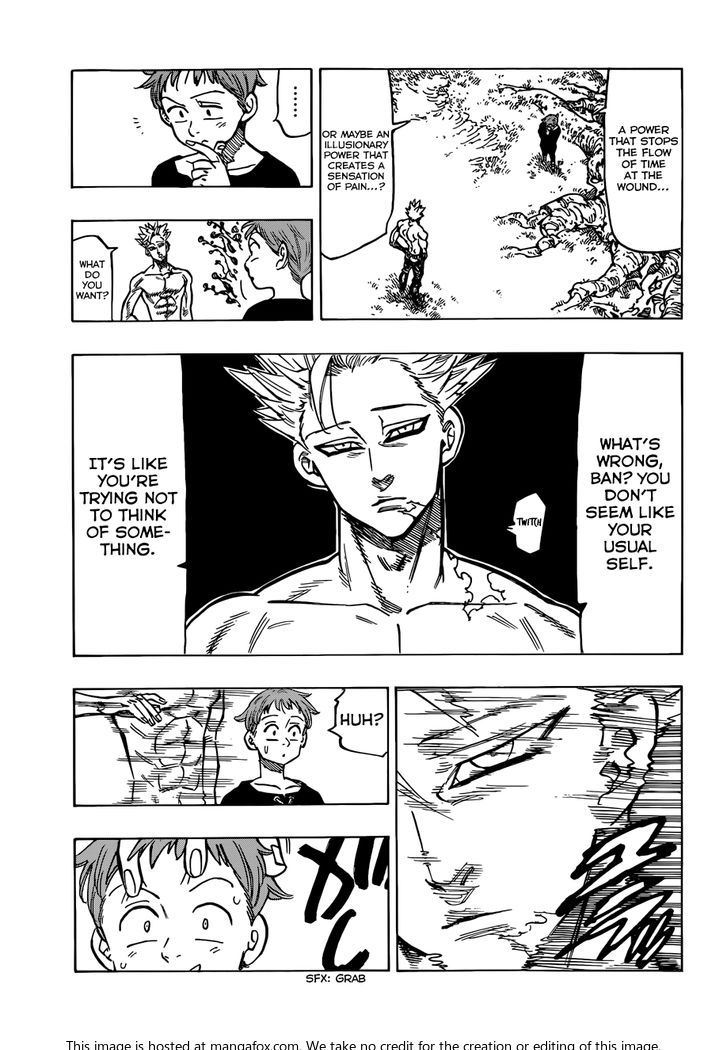 A POWER
THAT STOPS
THE FLOW
OF TIME
AT THE
WOUND...
OR MAYBE AN
ILLUSIONARY
POWER THAT
CREATES A
SENSATION
OF PAIN...?
......
WHAT
DO
YOU
WANT?
WHAT'S
WRONG,
BAN? YOU
DON'T
SEEM LIKE
YOUR
USUAL
SELF.
TWITCH
IT'S LIKE
YOU'RE
TRYING NOT
TO THINK
OF SOME-
THING.
HUH?
SFX: GRAB
This image is hosted at mangafox.com. We take no credit for the creation or editing of this image.